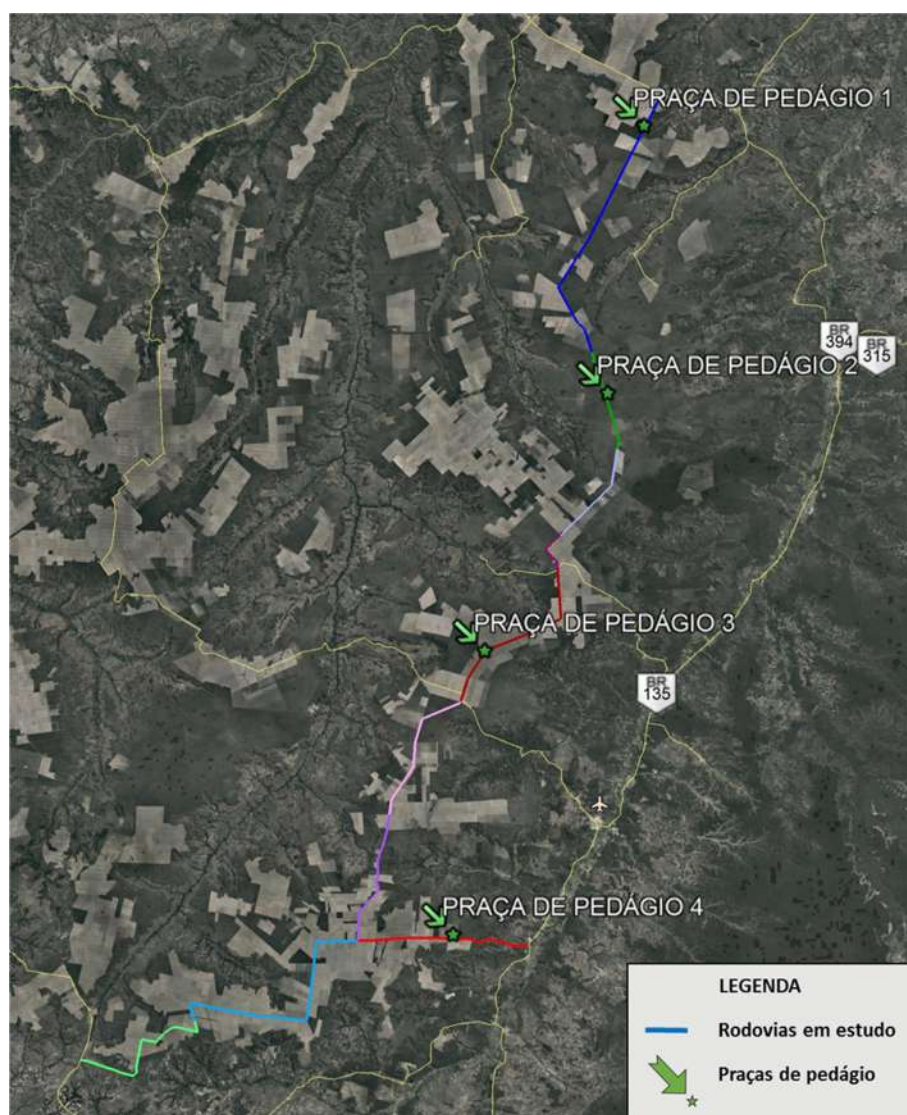 PRAÇA DE PEDÁGIO 1
BR
394
BR
315
PRAÇA DE PEDÁGIO 2
PRAÇA DE PEDÁGIO 3
BR
135
PRAÇA DE PEDÁGIO 4
LEGENDA
Rodovias em estudo
Praças de pedágio